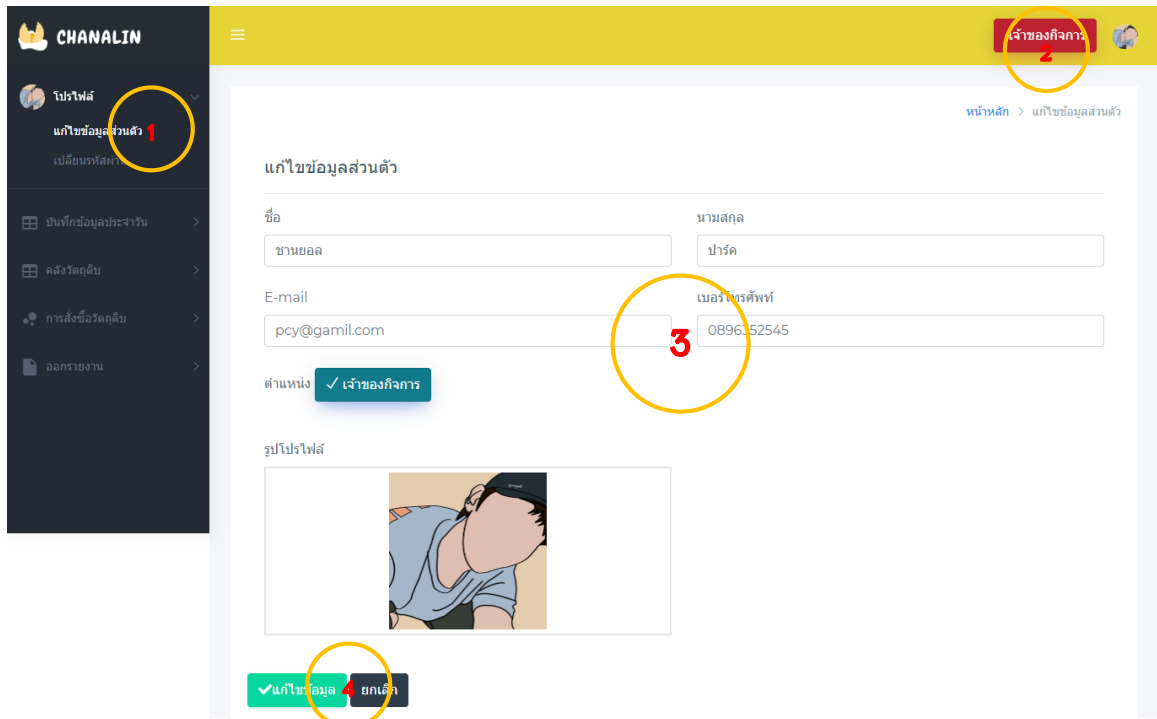 CHANALIN
เจ้าของกิจการ
2
โปรไฟล์
แก้ไขข้อมูลส่วนตัว 1
เปลี่ยนรหัสผ่าน
บันทึกข้อมูลประจำวัน
คลังวัตถุดิบ
การสั่งซื้อวัตถุดิบ
ออกรายงาน
หน้าหลัก > แก้ไขข้อมูลส่วนตัว
แก้ไขข้อมูลส่วนตัว
ชื่อ นามสกุล
ชานยอล ปาร์ค
E-mail เบอร์โทรศัพท์
pcy@gamil.com 0896352545
3
ตำแหน่ง เจ้าของกิจการ
รูปโปรไฟล์
แก้ไขข้อมูล 4 ยกเลิก